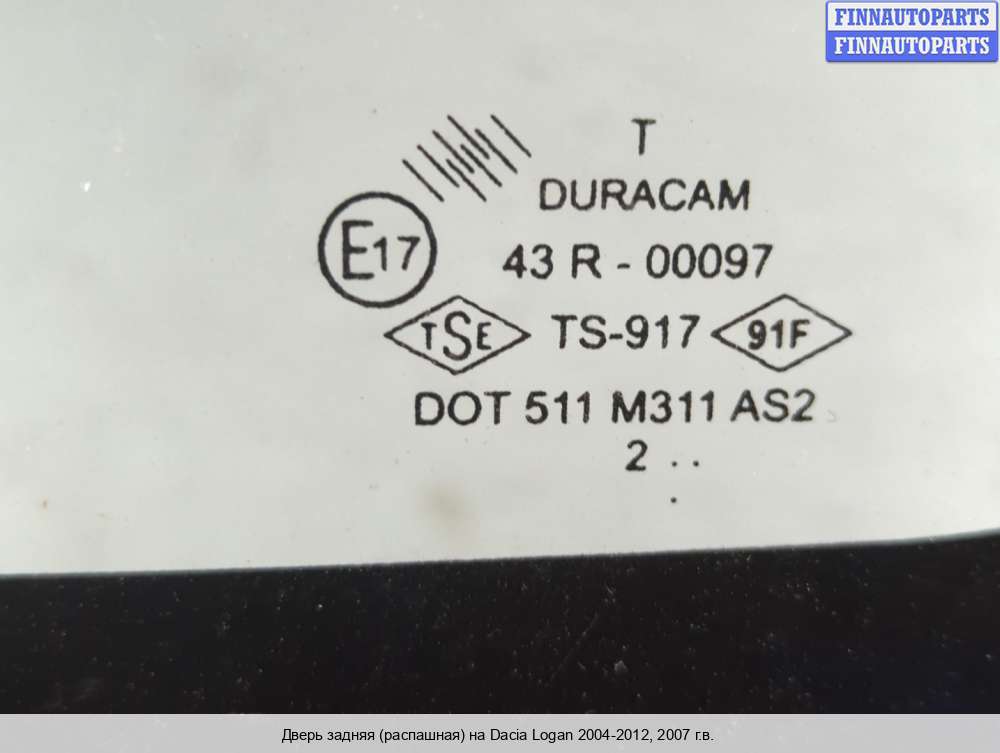 FINNAUTOPARTS
FINNAUTOPARTS
T
DURACAM
E17
43 R - 00097
TSE TS-917 91F
DOT 511 M311 AS2
2 ..
.
Дверь задняя (распашная) на Dacia Logan 2004-2012, 2007 г.в.